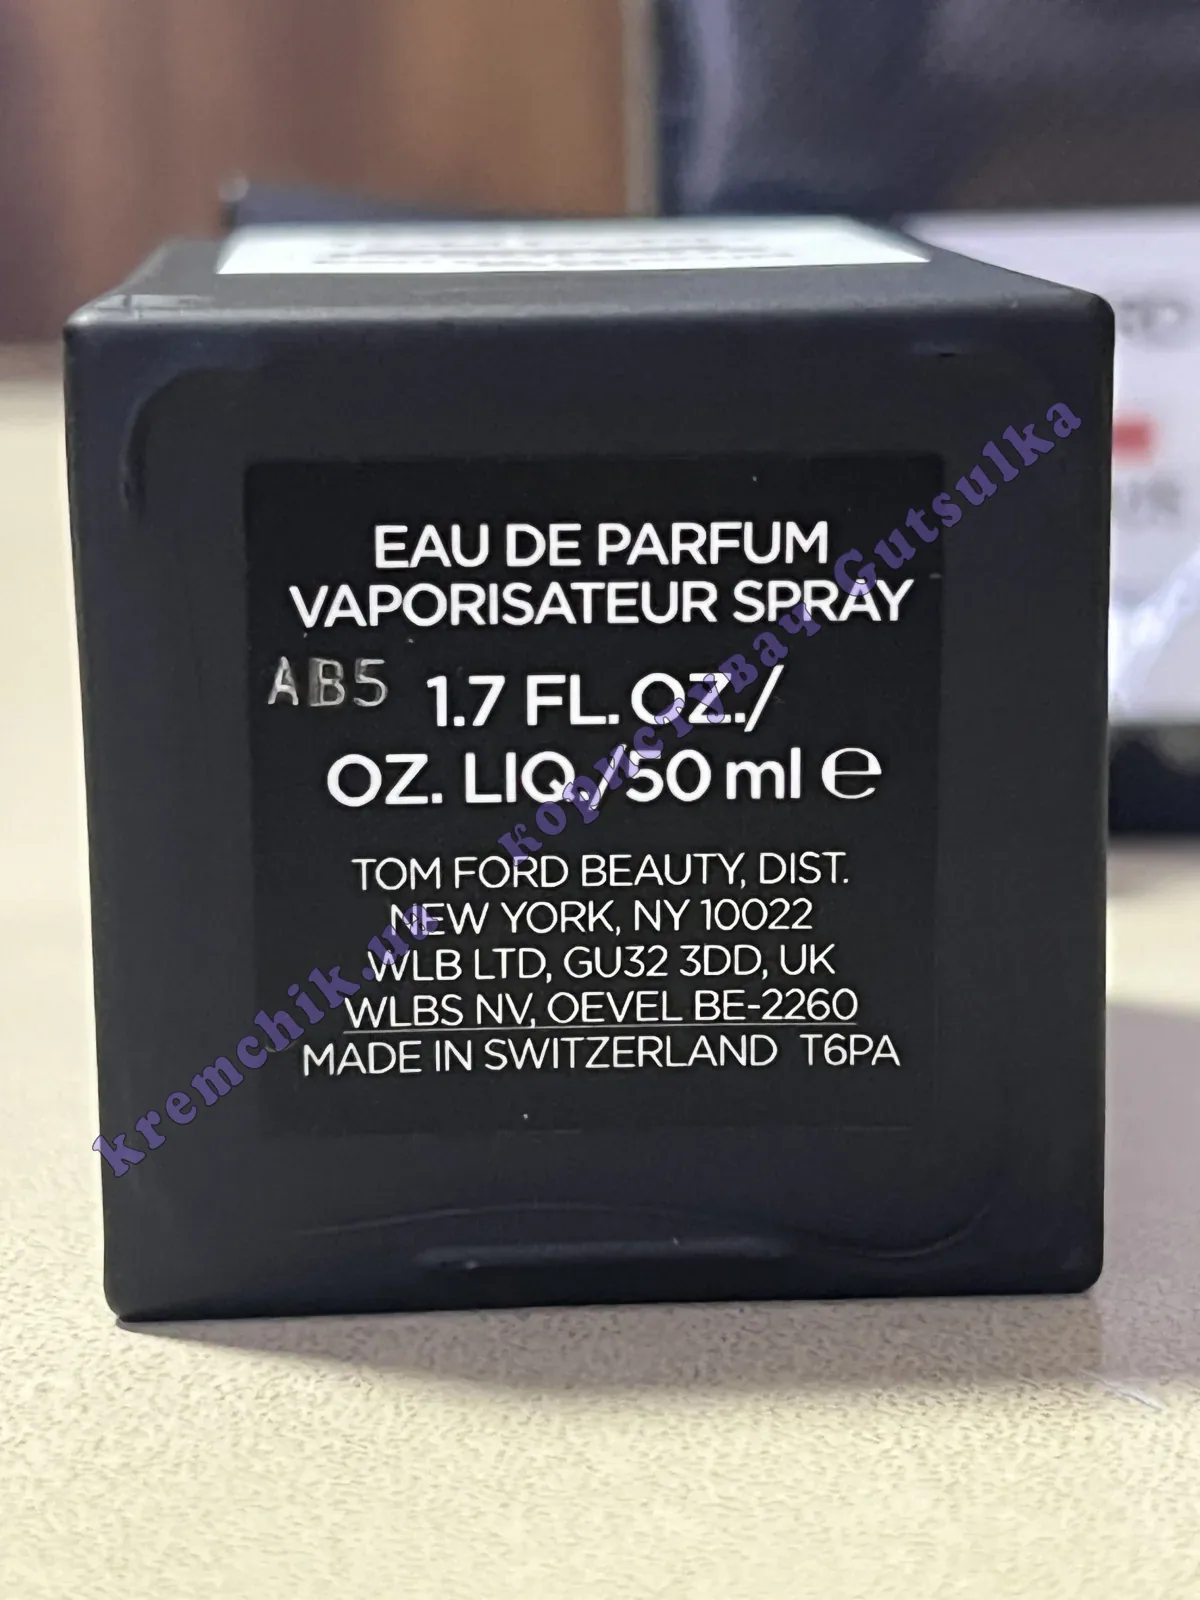 EAU DE PARFUM
VAPORISATEUR SPRAY
AB5
1.7 FL. OZ./
OZ. LIQ./50 ml ℮
TOM FORD BEAUTY, DIST.
NEW YORK, NY 10022
WLB LTD, GU32 3DD, UK
WLBS NV, OEVEL BE-2260
MADE IN SWITZERLAND T6PA
kremchik.ua користувач Gutsulka